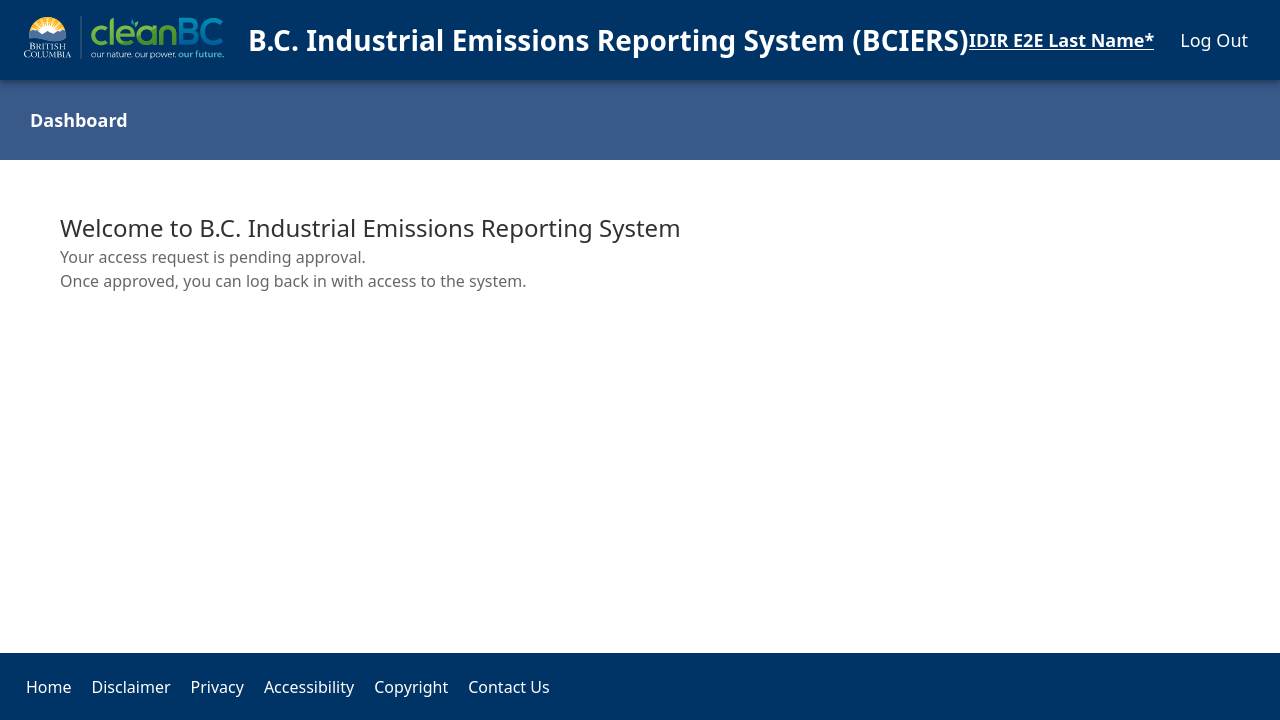 BRITISH
COLUMBIA
cleanBC
our nature. our power. our future.
B.C. Industrial Emissions Reporting System (BCIERS)
IDIR E2E Last Name*
Log Out
Dashboard
Welcome to B.C. Industrial Emissions Reporting System
Your access request is pending approval.
Once approved, you can log back in with access to the system.
Home Disclaimer Privacy Accessibility Copyright Contact Us